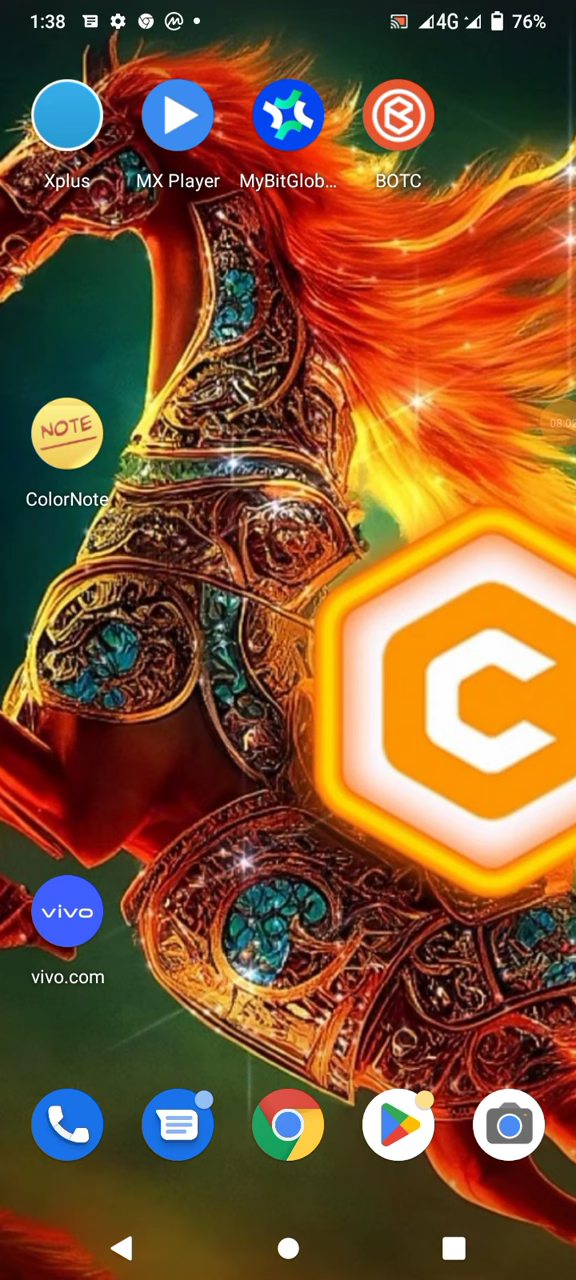 1:38 4G 76%
Xplus MX Player MyBitGlob... BOTC
NOTE
ColorNote
vivo
vivo.com